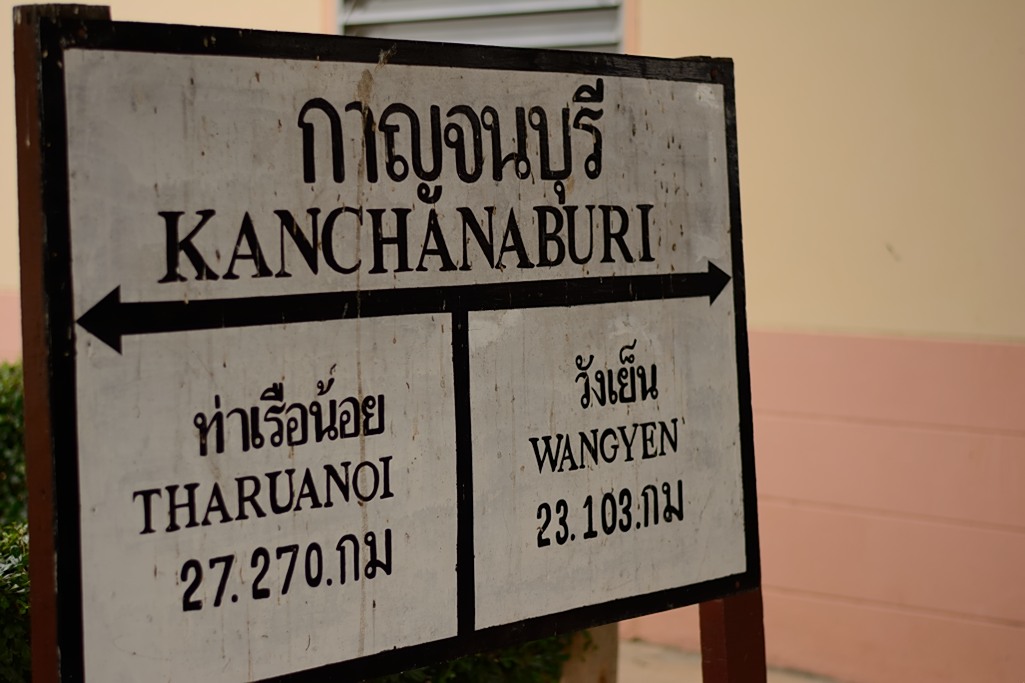 กาญจนบุรี
KANCHANABURI
ท่าเรือน้อย
THARUANOI
27.270.กม
วังเย็น
WANGYEN
23.103.กม